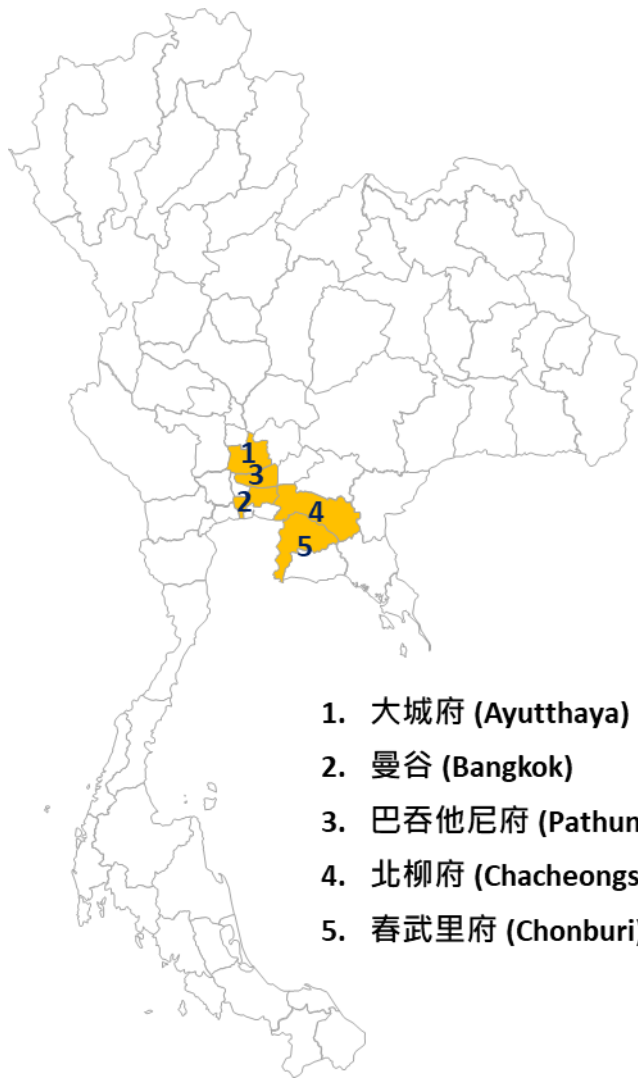 1
3
2
4
5
1. 大城府 (Ayutthaya)
2. 曼谷 (Bangkok)
3. 巴吞他尼府 (Pathun
4. 北柳府 (Chacheongs
5. 春武里府 (Chonburi)